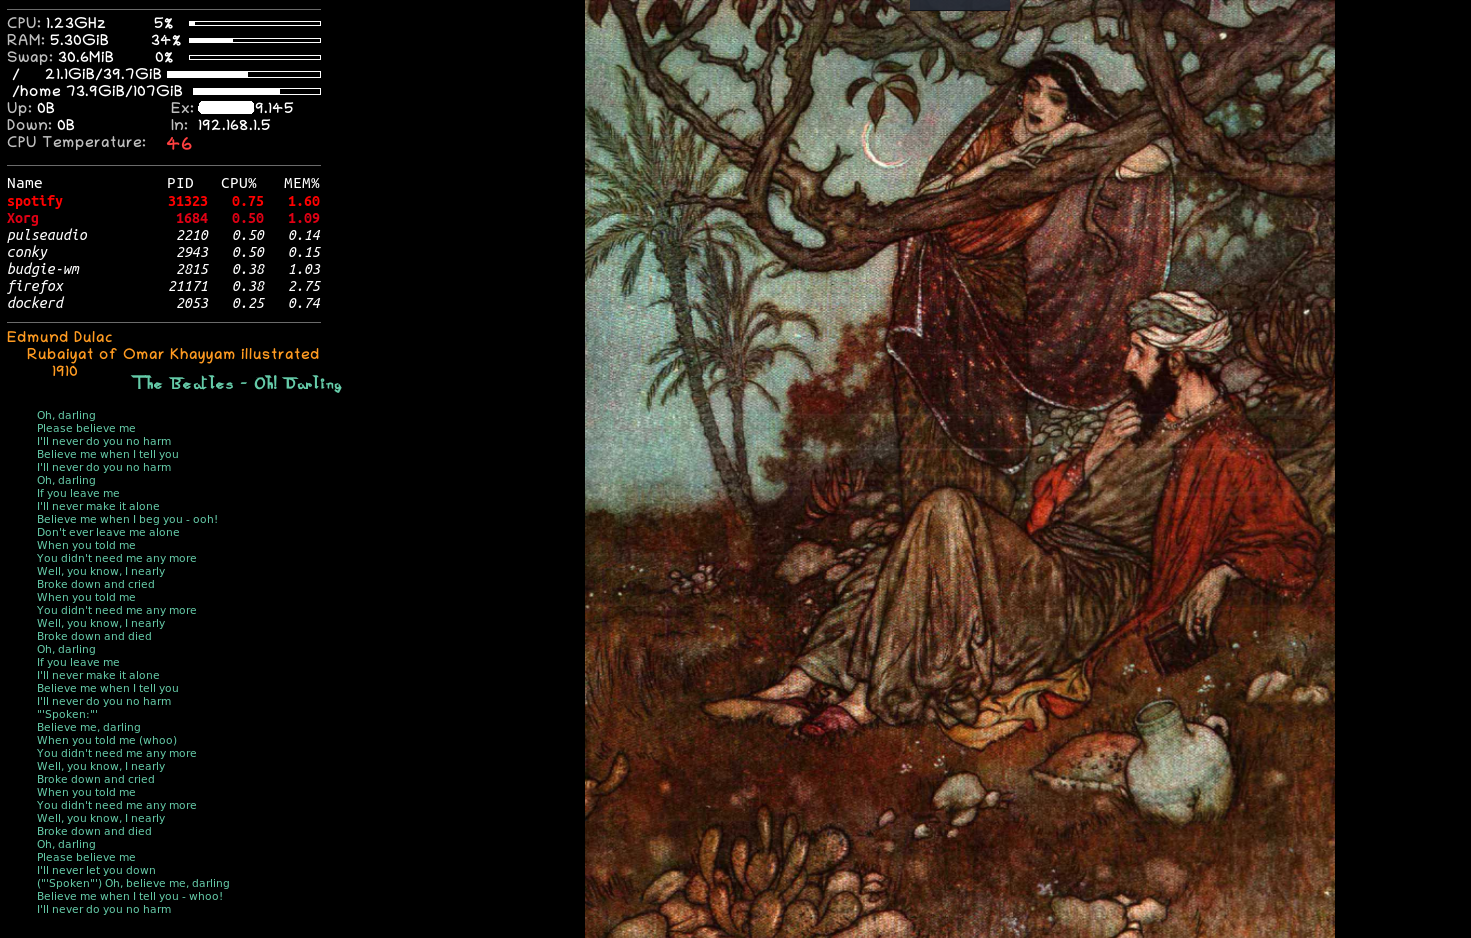 CPU: 1.23GHz 5%
RAM: 5.30GiB 34%
Swap: 30.6MiB 0%
/ 21.1GiB/39.7GiB
/home 73.9GiB/107GiB
Up: 0B Ex: 9.145
Down: 0B In: 192.168.1.5
CPU Temperature: 46
Name PID CPU% MEM%
spotify 31323 0.75 1.60
Xorg 1684 0.50 1.09
pulseaudio 2210 0.50 0.14
conky 2943 0.50 0.15
budgie-wm 2815 0.38 1.03
firefox 21171 0.38 2.75
dockerd 2053 0.25 0.74
Edmund Dulac
Rubaiyat of Omar Khayyam illustrated
1910
The Beatles - Oh! Darling
Oh, darling
Please believe me
I'll never do you no harm
Believe me when I tell you
I'll never do you no harm
Oh, darling
If you leave me
I'll never make it alone
Believe me when I beg you - ooh!
Don't ever leave me alone
When you told me
You didn't need me any more
Well, you know, I nearly
Broke down and cried
When you told me
You didn't need me any more
Well, you know, I nearly
Broke down and died
Oh, darling
If you leave me
I'll never make it alone
Believe me when I tell you
I'll never do you no harm
"'Spoken:"'
Believe me, darling
When you told me (whoo)
You didn't need me any more
Well, you know, I nearly
Broke down and cried
When you told me
You didn't need me any more
Well, you know, I nearly
Broke down and died
Oh, darling
Please believe me
I'll never let you down
("'Spoken"') Oh, believe me, darling
Believe me when I tell you - whoo!
I'll never do you no harm